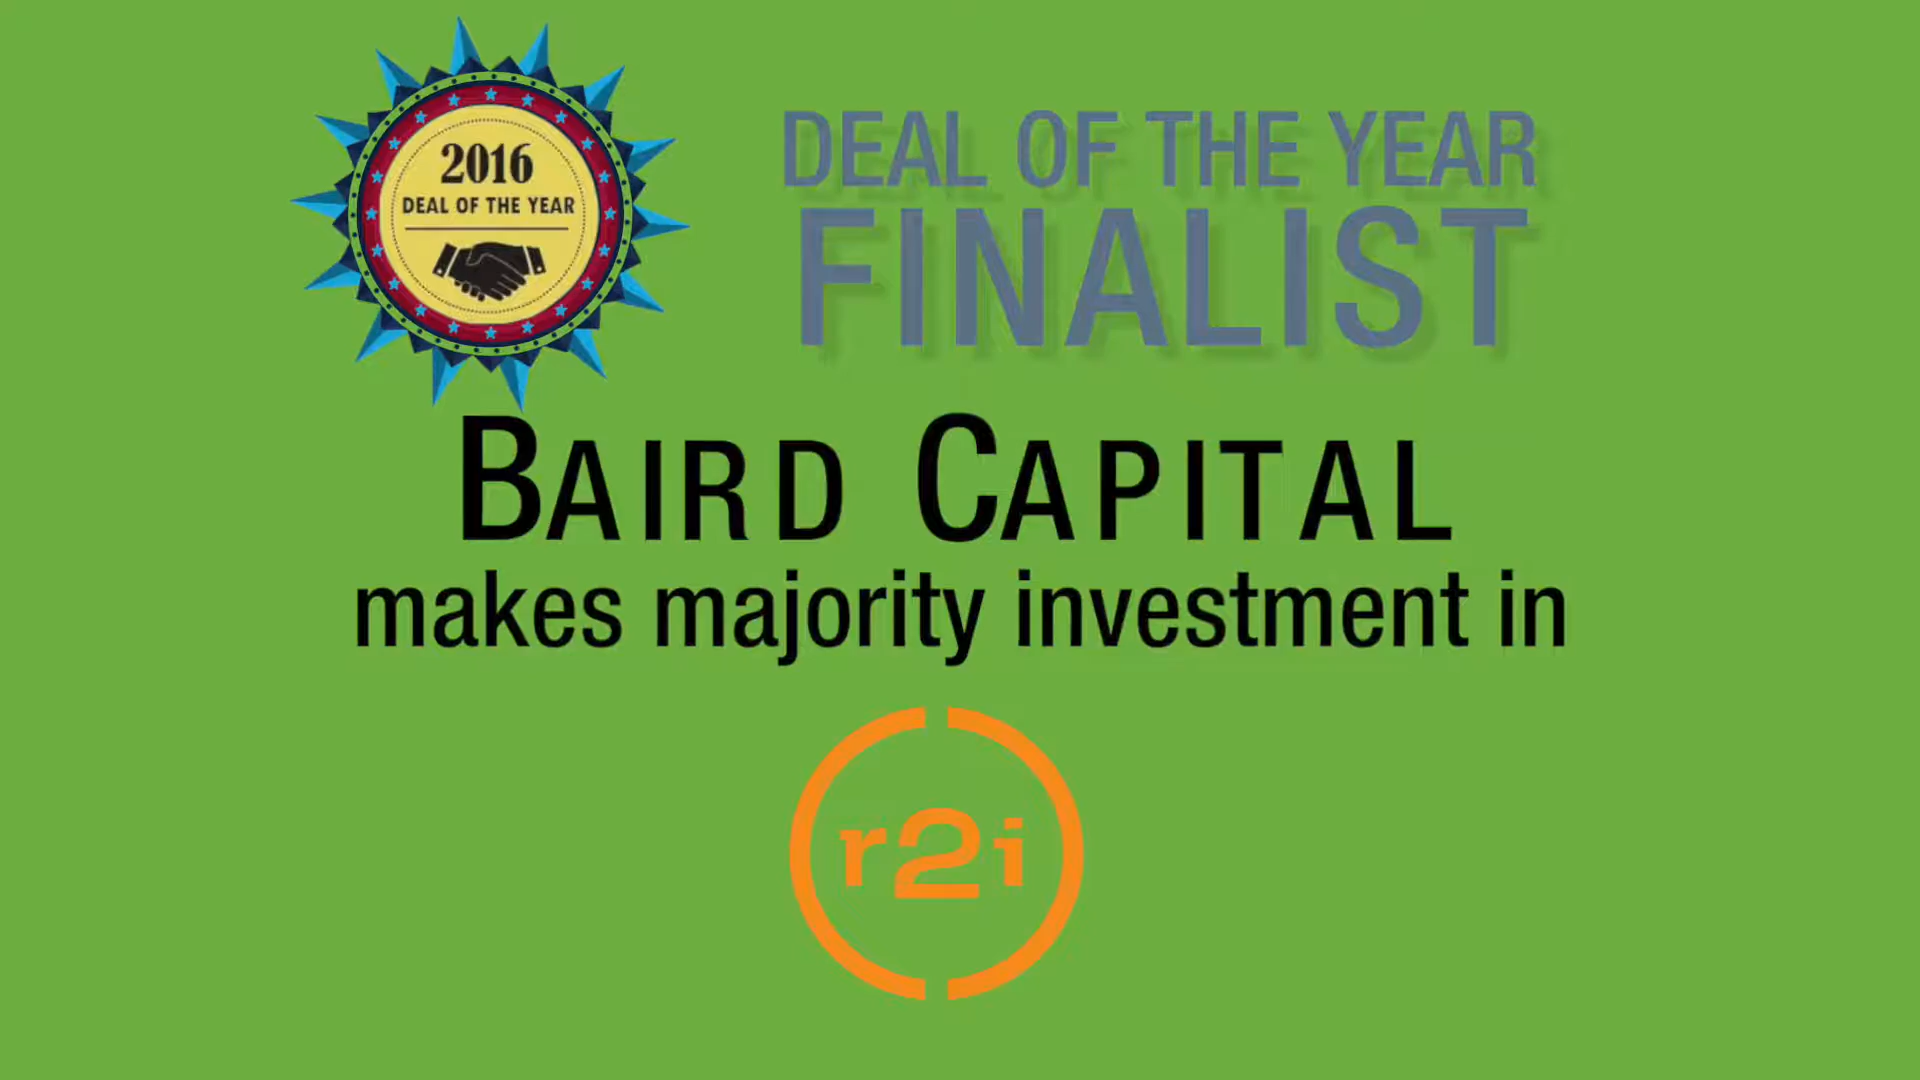 2016
DEAL OF THE YEAR
DEAL OF THE YEAR
FINALIST
BAIRD CAPITAL
makes majority investment in
r2i